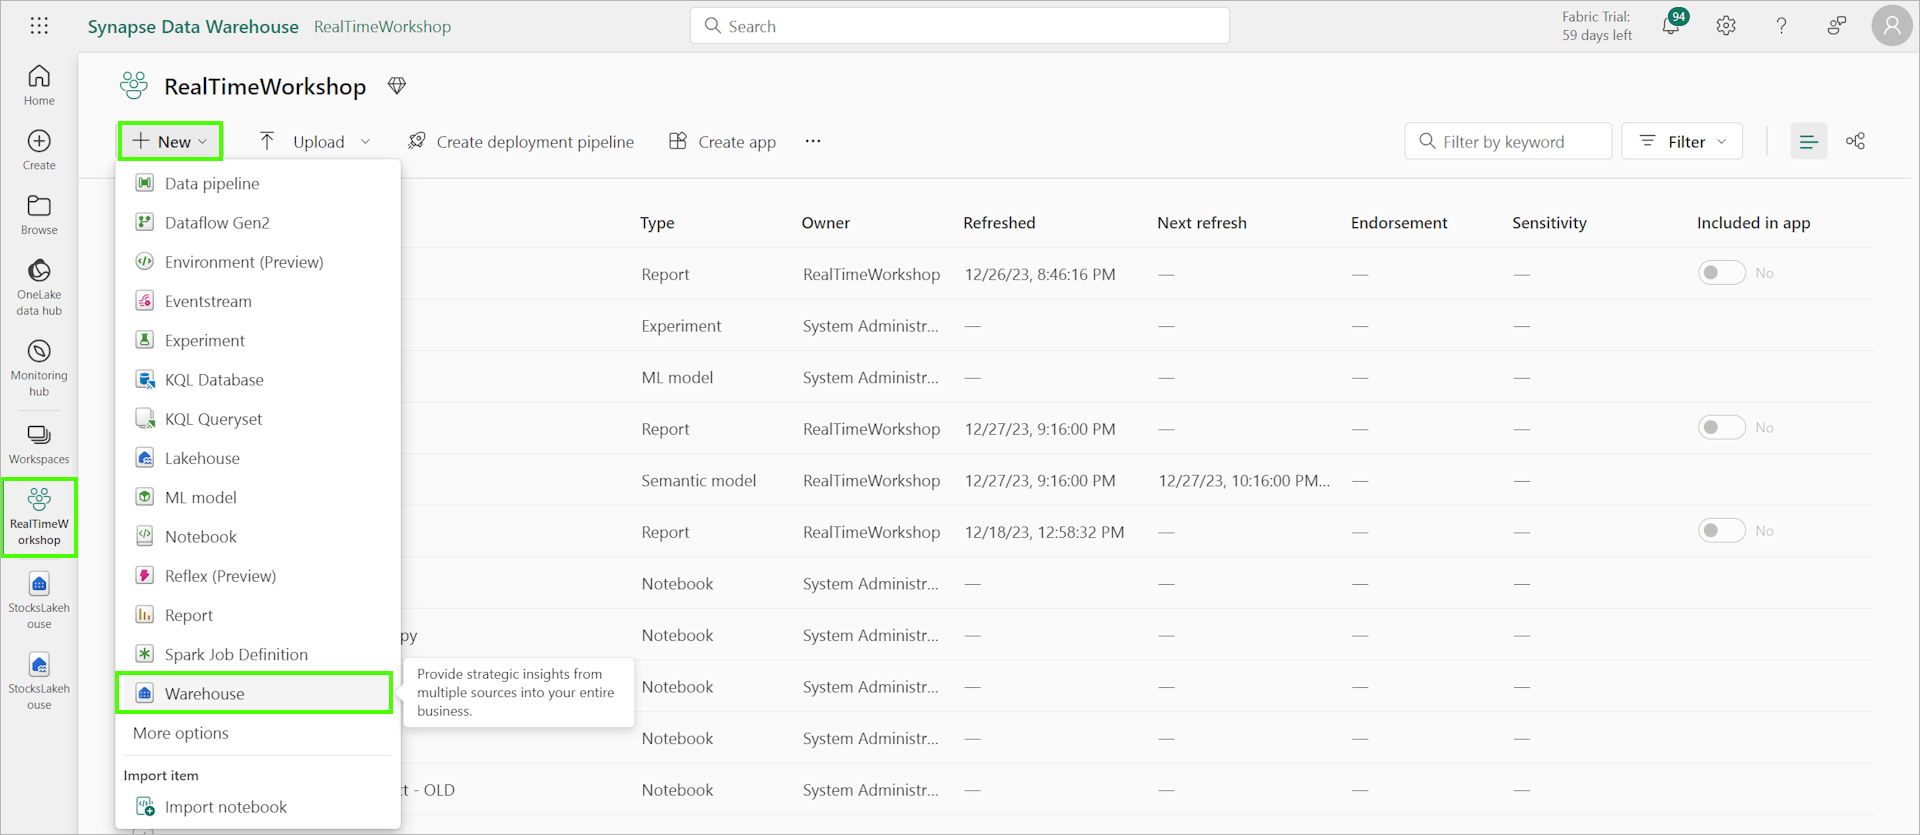 Synapse Data Warehouse RealTimeWorkshop
Search
Fabric Trial:
59 days left
94
Home
Create
Browse
OneLake
data hub
Monitoring
hub
Workspaces
RealTimeW
orkshop
StocksLakeh
ouse
StocksLakeh
ouse
RealTimeWorkshop
New Upload Create deployment pipeline Create app ...
Filter by keyword Filter
Data pipeline
Dataflow Gen2
Environment (Preview)
Eventstream
Experiment
KQL Database
KQL Queryset
Lakehouse
ML model
Notebook
Reflex (Preview)
Report
Spark Job Definition
Warehouse
More options
Import item
Import notebook
Provide strategic insights from
multiple sources into your entire
business.
Type Owner Refreshed Next refresh Endorsement Sensitivity Included in app
Report RealTimeWorkshop 12/26/23, 8:46:16 PM — — — No
Experiment System Administr... — — — —
ML model System Administr... — — — —
Report RealTimeWorkshop 12/27/23, 9:16:00 PM — — — No
Semantic model RealTimeWorkshop 12/27/23, 9:16:00 PM 12/27/23, 10:16:00 PM... — —
Report RealTimeWorkshop 12/18/23, 12:58:32 PM — — — No
Notebook System Administr... — — — —
py Notebook System Administr... — — — —
Notebook System Administr... — — — —
Notebook System Administr... — — — —
ct - OLD Notebook System Administr... — — — —